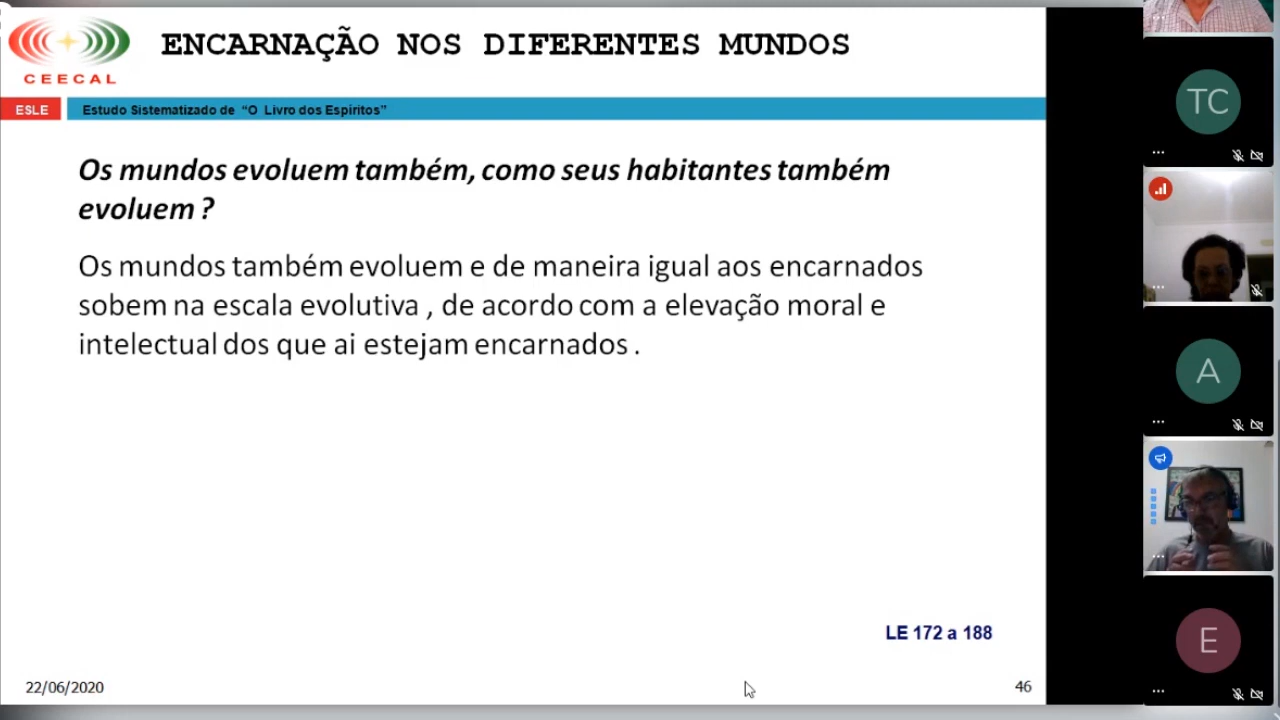 ENCARNAÇÃO NOS DIFERENTES MUNDOS
CEECAL
ESLE
Estudo Sistematizado de “O Livro dos Espíritos”
Os mundos evoluem também, como seus habitantes também
evoluem ?
Os mundos também evoluem e de maneira igual aos encarnados
sobem na escala evolutiva , de acordo com a elevação moral e
intelectual dos que ai estejam encarnados .
LE 172 a 188
22/06/2020
46
TC
A
E